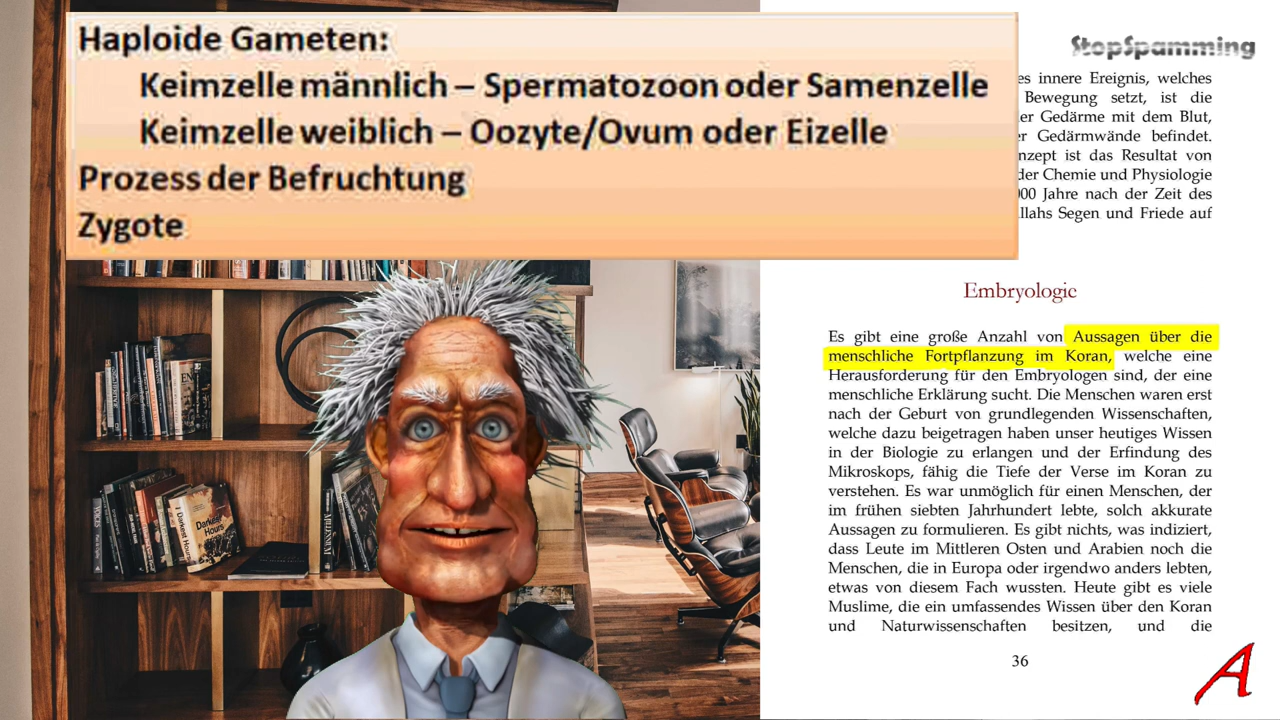 Haploide Gameten:
Keimzelle männlich – Spermatozoon oder Samenzelle
Keimzelle weiblich – Oozyte/Ovum oder Eizelle
Prozess der Befruchtung
Zygote
StopSpamming
es innere Ereignis, welches
Bewegung setzt, ist die
er Gedärme mit dem Blut,
er Gedärmwände befindet.
nzept ist das Resultat von
der Chemie und Physiologie
000 Jahre nach der Zeit des
llahs Segen und Friede auf
Embryologic
Es gibt eine große Anzahl von Aussagen über die
menschliche Fortpflanzung im Koran, welche eine
Herausforderung für den Embryologen sind, der eine
menschliche Erklärung sucht. Die Menschen waren erst
nach der Geburt von grundlegenden Wissenschaften,
welche dazu beigetragen haben unser heutiges Wissen
in der Biologie zu erlangen und der Erfindung des
Mikroskops, fähig die Tiefe der Verse im Koran zu
verstehen. Es war unmöglich für einen Menschen, der
im frühen siebten Jahrhundert lebte, solch akkurate
Aussagen zu formulieren. Es gibt nichts, was indiziert,
dass Leute im Mittleren Osten und Arabien noch die
Menschen, die in Europa oder irgendwo anders lebten,
etwas von diesem Fach wussten. Heute gibt es viele
Muslime, die ein umfassendes Wissen über den Koran
und Naturwissenschaften besitzen, und die
36
Darkest
Hours
A